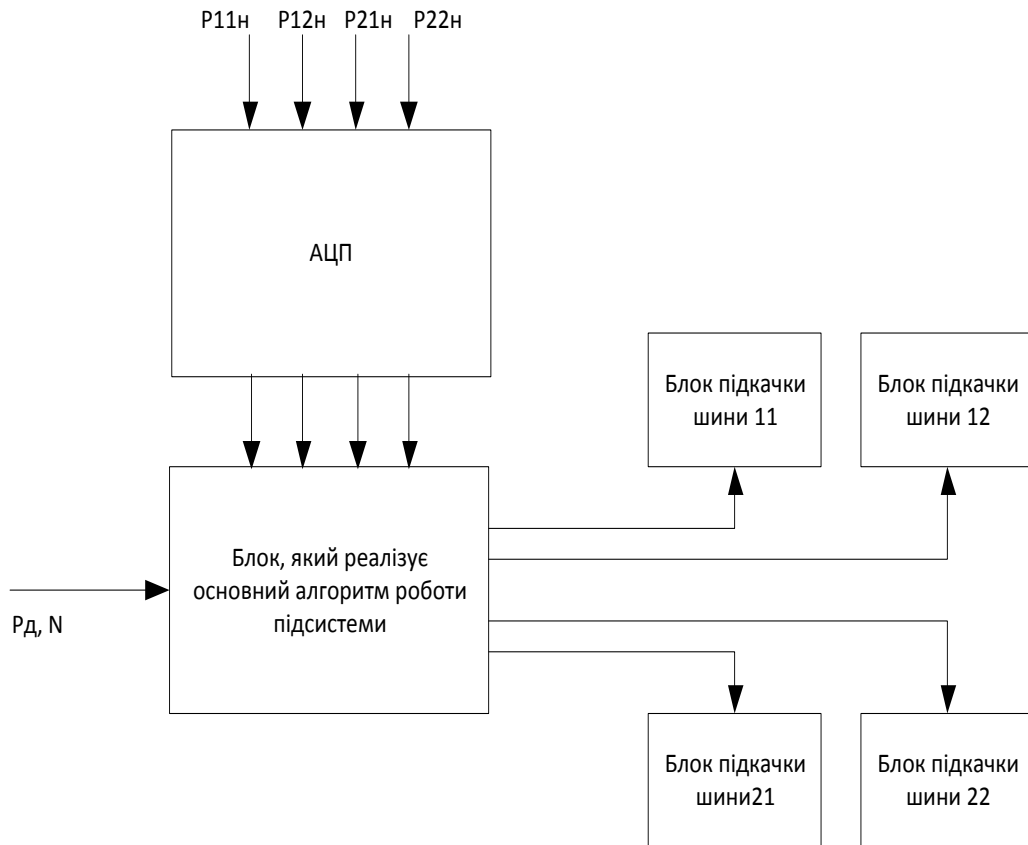 P11н P12н P21н P22н
АЦП
Блок підкачки
шини 11
Блок підкачки
шини 12
Блок, який реалізує
основний алгоритм роботи
підсистеми
Рд, N
Блок підкачки
шини21
Блок підкачки
шини 22